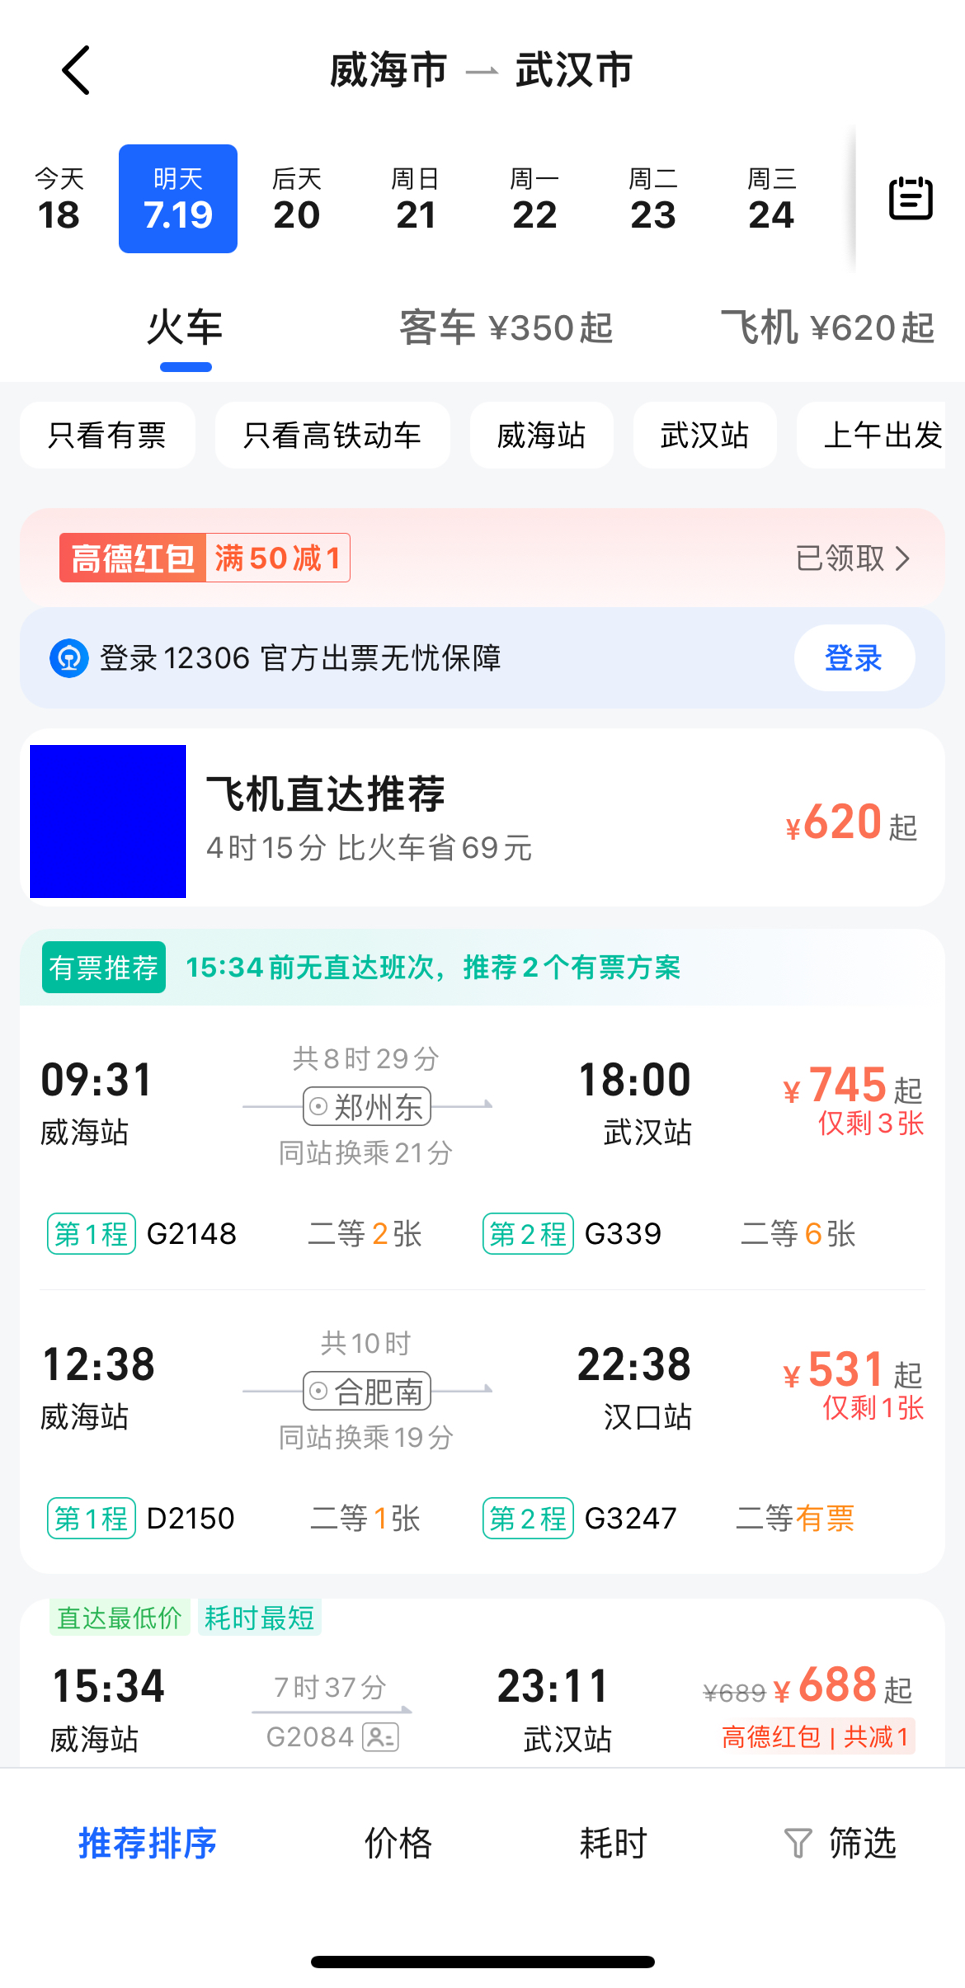 威海市 → 武汉市
今天 明天 后天 周日 周一 周二 周三
18 7.19 20 21 22 23 24
火车 客车 ¥350起 飞机 ¥620起
只看有票 只看高铁动车 威海站 武汉站 上午出发
高德红包 满50减1 已领取
登录12306 官方出票无忧保障 登录
飞机直达推荐
4时15分 比火车省69元
¥620起
有票推荐 15:34前无直达班次，推荐2个有票方案
共8时29分
09:31 郑州东 18:00 ¥745起
威海站 同站换乘21分 武汉站 仅剩3张
第1程 G2148 二等2张 第2程 G339 二等6张
共10时
12:38 合肥南 22:38 ¥531起
威海站 同站换乘19分 汉口站 仅剩1张
第1程 D2150 二等1张 第2程 G3247 二等有票
直达最低价 耗时最短
15:34 7时37分 23:11 ¥689 ¥688起
威海站 G2084 武汉站 高德红包 | 共减1
推荐排序 价格 耗时 筛选